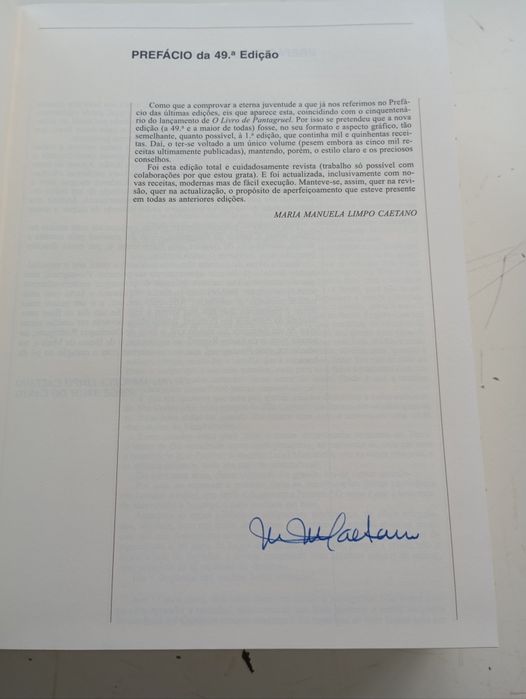 PREFÁCIO da 49.ª Edição
Como que a comprovar a eterna juventude a que já nos referimos no Prefá-
cio das últimas edições, eis que aparece esta, coincidindo com o cinquentená-
rio do lançamento de O Livro de Pantagruel. Por isso se pretendeu que a nova
edição (a 49.ª e a maior de todas) fosse, no seu formato e aspecto gráfico, tão
semelhante, quanto possível, à 1.ª edição, que continha mil e quinhentas recei-
tas. Daí, o ter-se voltado a um único volume (pesem embora as cinco mil re-
ceitas ultimamente publicadas), mantendo, porém, o estilo claro e os preciosos
conselhos.
Foi esta edição total e cuidadosamente revista (trabalho só possível com
colaborações por que estou grata). E foi actualizada, inclusivamente com no-
vas receitas, modernas mas de fácil execução. Manteve-se, assim, quer na revi-
são, quer na actualização, o propósito de aperfeiçoamento que esteve presente
em todas as anteriores edições.
MARIA MANUELA LIMPO CAETANO
M. M. Caetano